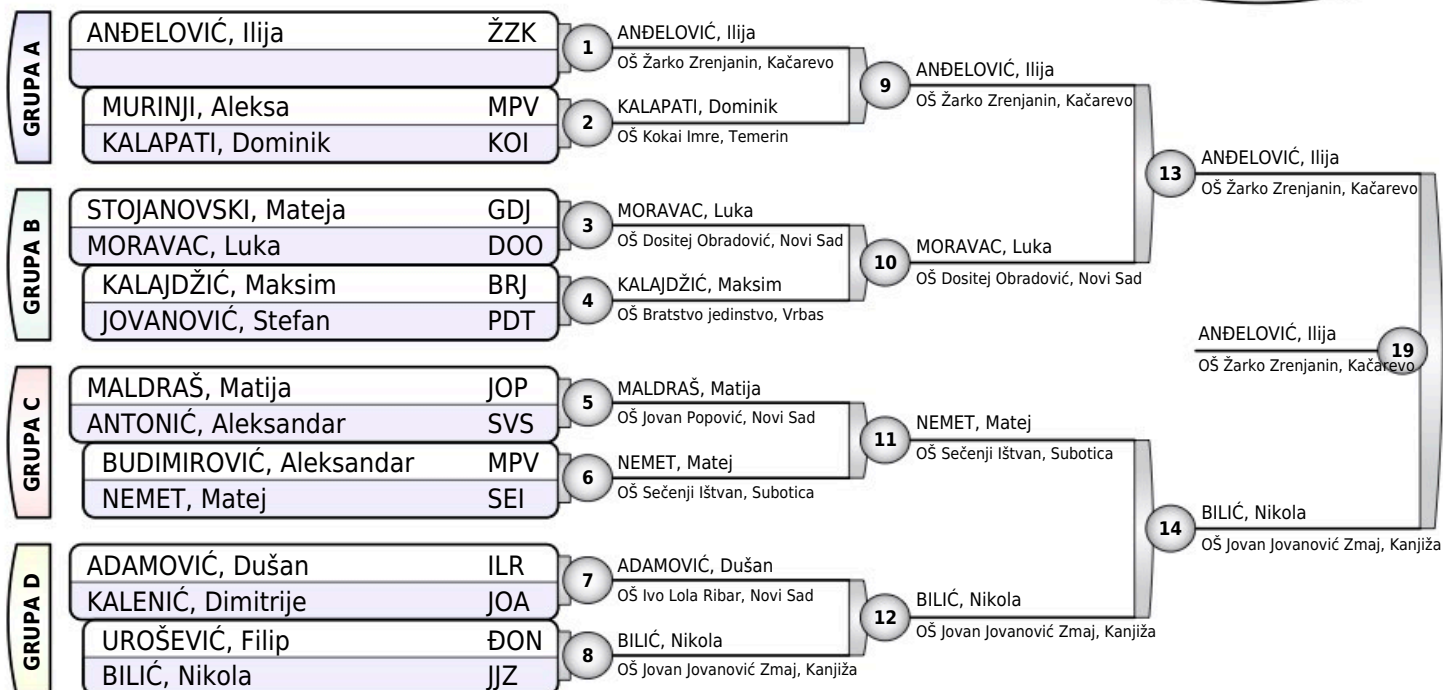 GRUPA A
ANĐELOVIĆ, Ilija ŽZK
MURINJI, Aleksa MPV
KALAPATI, Dominik KOI
GRUPA B
STOJANOVSKI, Mateja GDJ
MORAVAC, Luka DOO
KALAJDŽIĆ, Maksim BRJ
JOVANOVIĆ, Stefan PDT
GRUPA C
MALDRAŠ, Matija JOP
ANTONIĆ, Aleksandar SVS
BUDIMIROVIĆ, Aleksandar MPV
NEMET, Matej SEI
GRUPA D
ADAMOVIĆ, Dušan ILR
KALENIĆ, Dimitrije JOA
UROŠEVIĆ, Filip ĐON
BILIĆ, Nikola JJZ
1
ANĐELOVIĆ, Ilija
OŠ Žarko Zrenjanin, Kačarevo
2
KALAPATI, Dominik
OŠ Kokai Imre, Temerin
3
MORAVAC, Luka
OŠ Dositej Obradović, Novi Sad
4
KALAJDŽIĆ, Maksim
OŠ Bratstvo jedinstvo, Vrbas
5
MALDRAŠ, Matija
OŠ Jovan Popović, Novi Sad
6
NEMET, Matej
OŠ Sečenji Ištvan, Subotica
7
ADAMOVIĆ, Dušan
OŠ Ivo Lola Ribar, Novi Sad
8
BILIĆ, Nikola
OŠ Jovan Jovanović Zmaj, Kanjiža
9
ANĐELOVIĆ, Ilija
OŠ Žarko Zrenjanin, Kačarevo
10
MORAVAC, Luka
OŠ Dositej Obradović, Novi Sad
11
NEMET, Matej
OŠ Sečenji Ištvan, Subotica
12
BILIĆ, Nikola
OŠ Jovan Jovanović Zmaj, Kanjiža
13
ANĐELOVIĆ, Ilija
OŠ Žarko Zrenjanin, Kačarevo
14
BILIĆ, Nikola
OŠ Jovan Jovanović Zmaj, Kanjiža
ANĐELOVIĆ, Ilija
19
OŠ Žarko Zrenjanin, Kačarevo